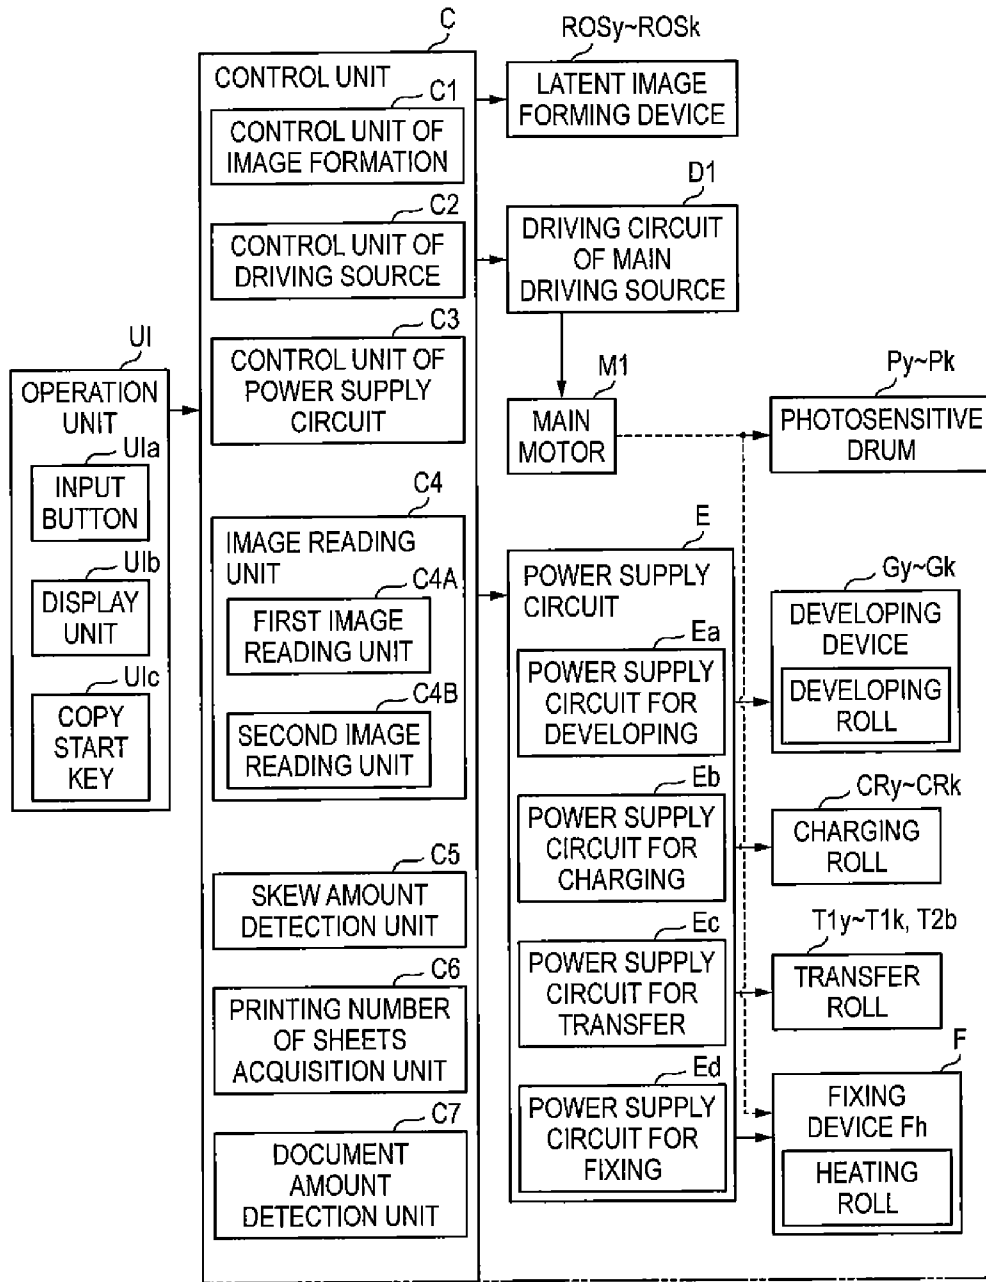 C
CONTROL UNIT
C1
CONTROL UNIT OF
IMAGE FORMATION
C2
CONTROL UNIT OF
DRIVING SOURCE
C3
CONTROL UNIT OF
POWER SUPPLY
CIRCUIT
C4
IMAGE READING
UNIT
C4A
FIRST IMAGE
READING UNIT
C4B
SECOND IMAGE
READING UNIT
C5
SKEW AMOUNT
DETECTION UNIT
C6
PRINTING NUMBER
OF SHEETS
ACQUISITION UNIT
C7
DOCUMENT
AMOUNT
DETECTION UNIT
UI
OPERATION
UNIT
UIa
INPUT
BUTTON
UIb
DISPLAY
UNIT
UIc
COPY
START
KEY
ROSy~ROSk
LATENT IMAGE
FORMING DEVICE
D1
DRIVING CIRCUIT
OF MAIN
DRIVING SOURCE
M1
MAIN
MOTOR
Py~Pk
PHOTOSENSITIVE
DRUM
E
POWER SUPPLY
CIRCUIT
Ea
POWER SUPPLY
CIRCUIT FOR
DEVELOPING
Eb
POWER SUPPLY
CIRCUIT FOR
CHARGING
Ec
POWER SUPPLY
CIRCUIT FOR
TRANSFER
Ed
POWER SUPPLY
CIRCUIT FOR
FIXING
Gy~Gk
DEVELOPING
DEVICE
DEVELOPING
ROLL
CRy~CRk
CHARGING
ROLL
T1y~T1k, T2b
TRANSFER
ROLL
F
FIXING
DEVICE Fh
HEATING
ROLL